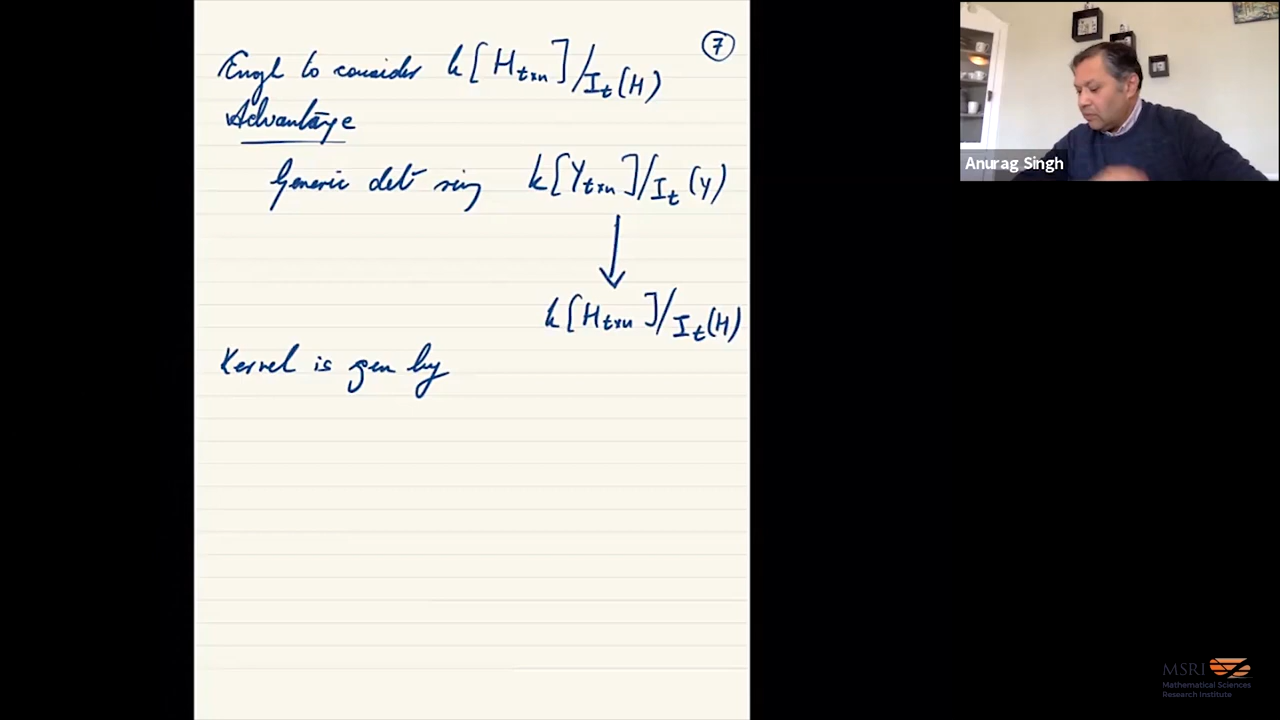 7
Engl to consider k[H_{t×n}]/I_t(H)
Advantage
Generic det ring k[Y_{t×n}]/I_t(Y)
↓
k[H_{t×n}]/I_t(H)
Kernel is gen by
Anurag Singh
MSRI
Mathematical Sciences
Research Institute